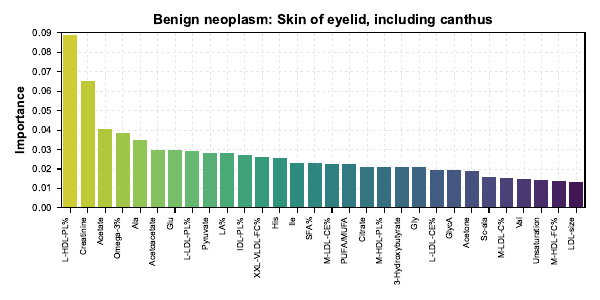 Benign neoplasm: Skin of eyelid, including canthus
Importance
0.09
0.08
0.07
0.06
0.05
0.04
0.03
0.02
0.01
0.00
L-HDL-PL%
Creatinine
Acetate
Omega-3%
Ala
Acetoacetate
Glu
L-LDL-PL%
Pyruvate
LA%
IDL-PL%
XXL-VLDL-FC%
His
Ile
SFA%
M-LDL-CE%
PUFA/MUFA
Citrate
M-HDL-PL%
3-Hydroxybutyrate
Gly
L-LDL-CE%
GlycA
Acetone
Sc-ala
M-LDL-C%
Val
Unsaturation
M-HDL-FC%
LDL-size